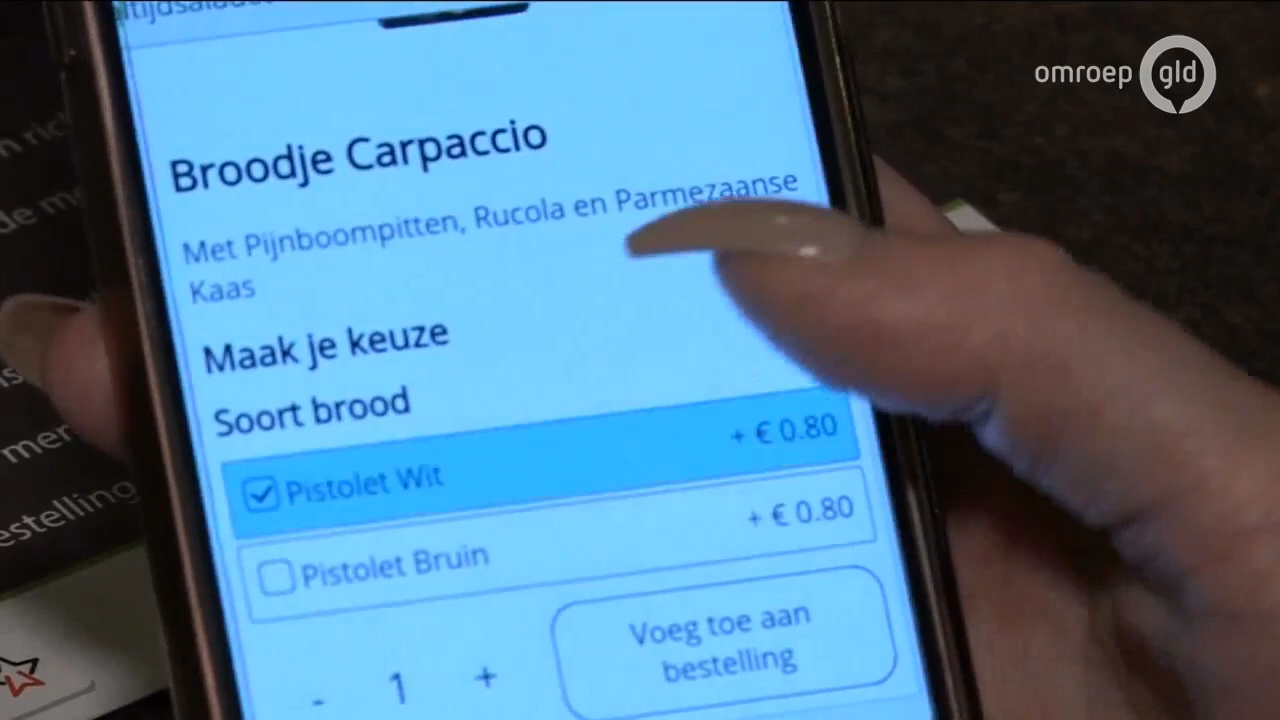 omroep gld
Broodje Carpaccio
Met Pijnboompitten, Rucola en Parmezaanse
Kaas
Maak je keuze
Soort brood
Pistolet Wit + € 0.80
Pistolet Bruin + € 0.80
- 1 +
Voeg toe aan
bestelling